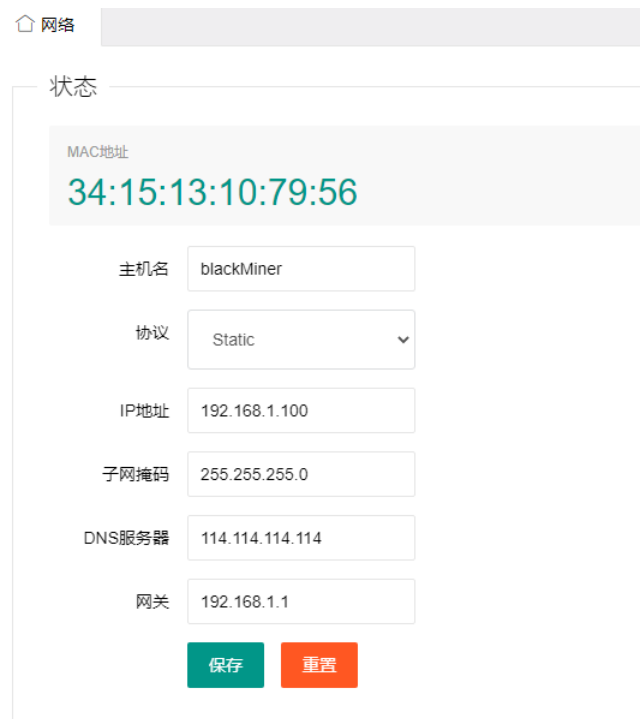 网络
状态
MAC地址
34:15:13:10:79:56
主机名 blackMiner
协议 Static
IP地址 192.168.1.100
子网掩码 255.255.255.0
DNS服务器 114.114.114.114
网关 192.168.1.1
保存 重置